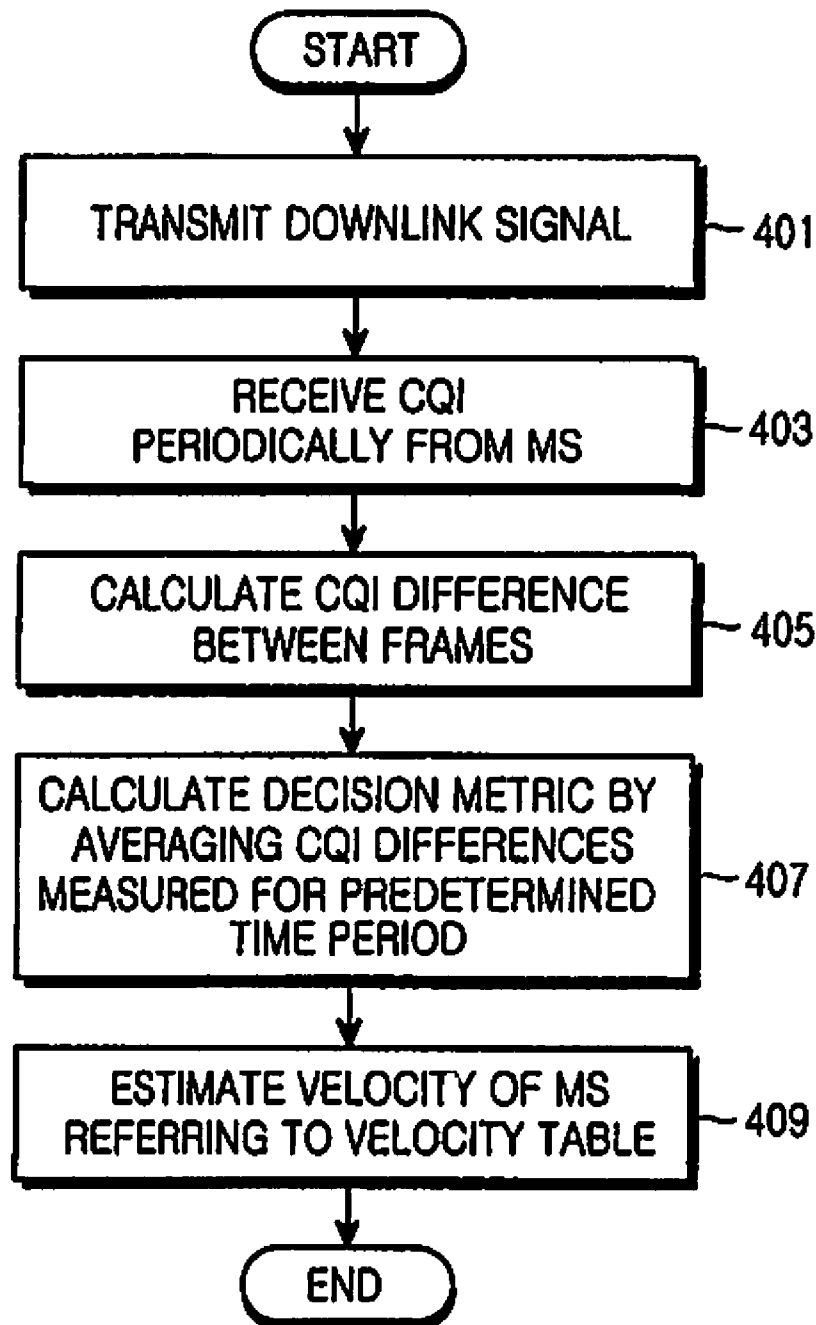 START
TRANSMIT DOWNLINK SIGNAL
401
RECEIVE CQI
PERIODICALLY FROM MS
403
CALCULATE CQI DIFFERENCE
BETWEEN FRAMES
405
CALCULATE DECISION METRIC BY
AVERAGING CQI DIFFERENCES
MEASURED FOR PREDETERMINED
TIME PERIOD
407
ESTIMATE VELOCITY OF MS
REFERRING TO VELOCITY TABLE
409
END